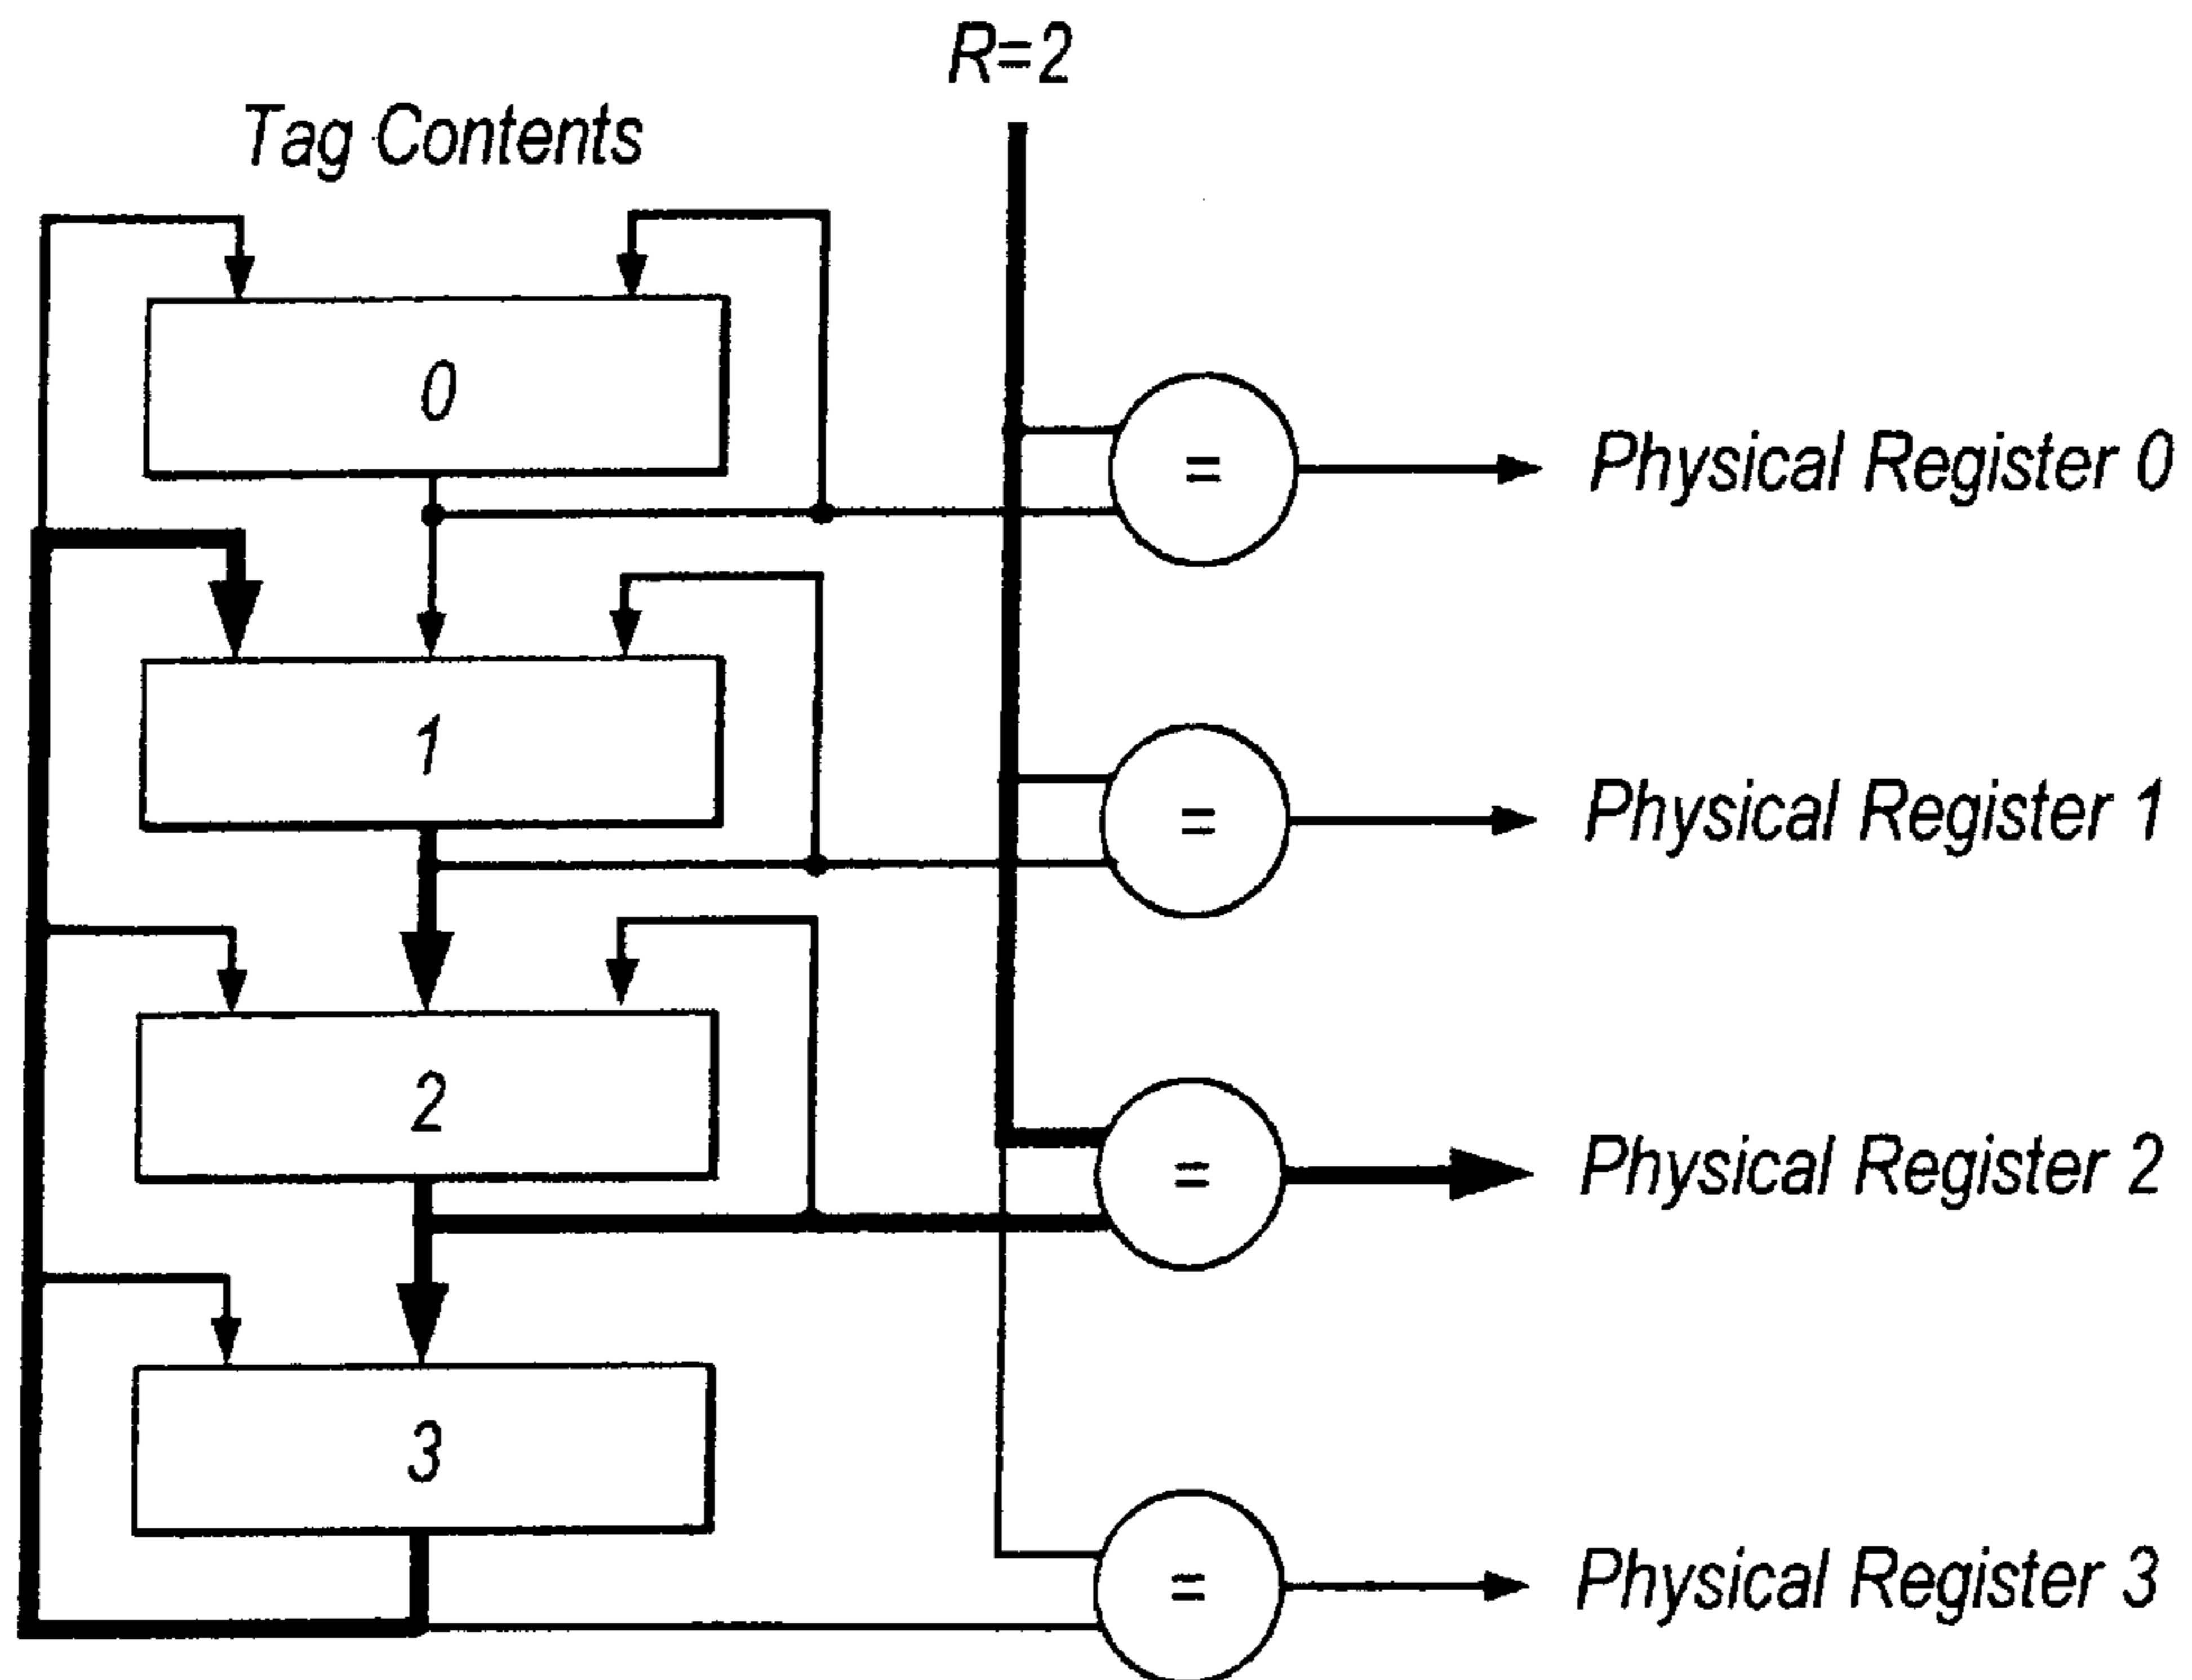 R=2
Tag Contents
0
=
Physical Register 0
1
=
Physical Register 1
2
=
Physical Register 2
3
=
Physical Register 3